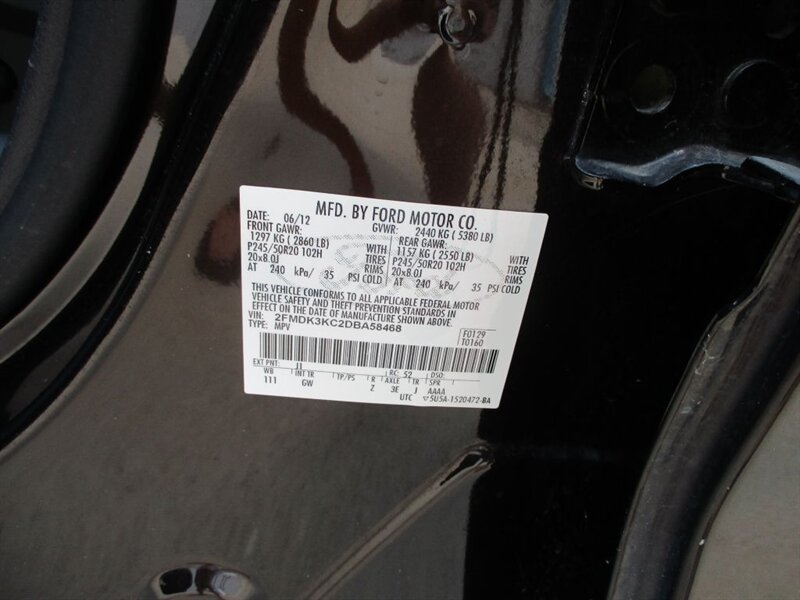 MFD. BY FORD MOTOR CO.
DATE: 06/12 GVWR: 2440 KG ( 5380 LB)
FRONT GAWR: REAR GAWR:
1297 KG ( 2860 LB) WITH 1157 KG ( 2550 LB) WITH
P245/50R20 102H TIRES P245/50R20 102H TIRES
20x8.0J RIMS 20x8.0J RIMS
AT 240 kPa/ 35 PSI COLD AT 240 kPa/ 35 PSI COLD
THIS VEHICLE CONFORMS TO ALL APPLICABLE FEDERAL MOTOR
VEHICLE SAFETY AND THEFT PREVENTION STANDARDS IN
EFFECT ON THE DATE OF MANUFACTURE SHOWN ABOVE.
VIN: 2FMDK3KC2DBA58468 F0129
TYPE: MPV T0160
EXT PNT: J1 RC: 52 DSO:
WB INT TR TP/PS R AXLE TR SPR
111 GW Z 3E J AAAA
UTC ▽5U5A-1520472-BA